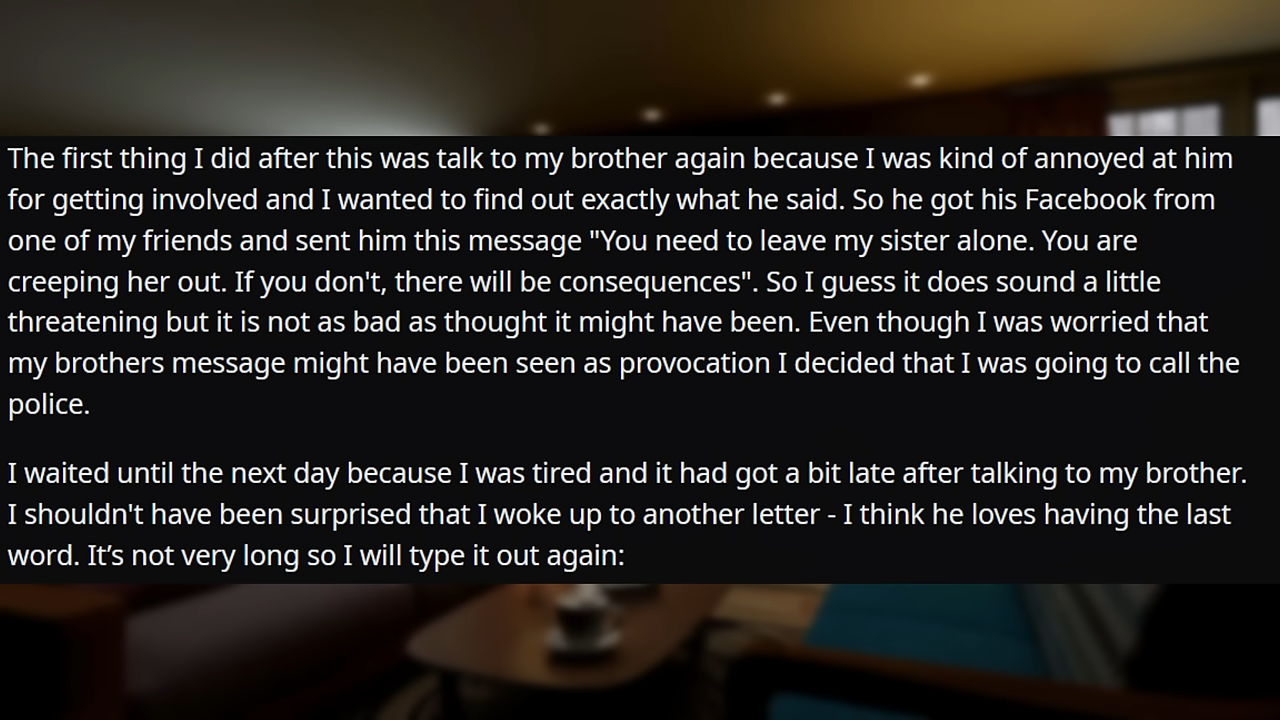 The first thing I did after this was talk to my brother again because I was kind of annoyed at him
for getting involved and I wanted to find out exactly what he said. So he got his Facebook from
one of my friends and sent him this message "You need to leave my sister alone. You are
creeping her out. If you don't, there will be consequences". So I guess it does sound a little
threatening but it is not as bad as thought it might have been. Even though I was worried that
my brothers message might have been seen as provocation I decided that I was going to call the
police.
I waited until the next day because I was tired and it had got a bit late after talking to my brother.
I shouldn't have been surprised that I woke up to another letter - I think he loves having the last
word. It’s not very long so I will type it out again: